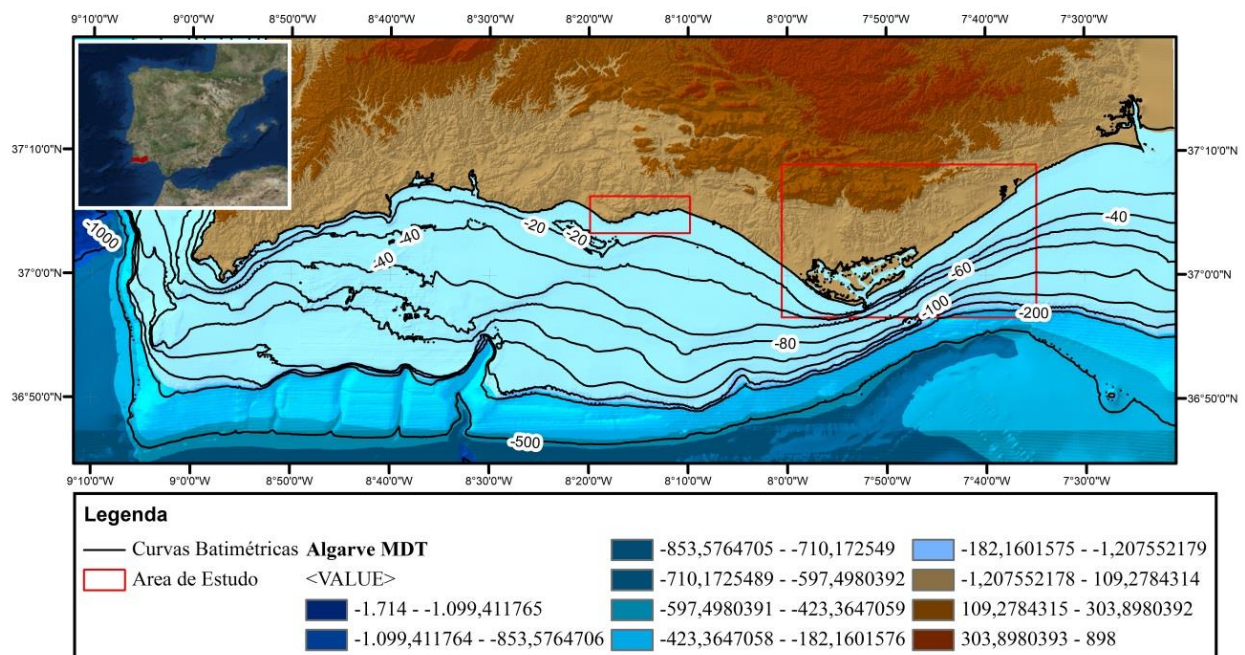 9°10'0"W 9°0'0"W 8°50'0"W 8°40'0"W 8°30'0"W 8°20'0"W 8°10'0"W 8°0'0"W 7°50'0"W 7°40'0"W 7°30'0"W
37°10'0"N 37°10'0"N
-40
-1000 -40 -20 -20
-40 37°0'0"N -60 37°0'0"N
-100
-200
-80
36°50'0"N 36°50'0"N
-500
9°10'0"W 9°0'0"W 8°50'0"W 8°40'0"W 8°30'0"W 8°20'0"W 8°10'0"W 8°0'0"W 7°50'0"W 7°40'0"W 7°30'0"W
Legenda
Curvas Batimétricas
Area de Estudo
Algarve MDT
<VALUE>
-1.714 - -1.099,411765
-1.099,411764 - -853,5764706
-853,5764705 - -710,172549
-710,1725489 - -597,4980392
-597,4980391 - -423,3647059
-423,3647058 - -182,1601576
-182,1601575 - -1,207552179
-1,207552178 - 109,2784314
109,2784315 - 303,8980392
303,8980393 - 898